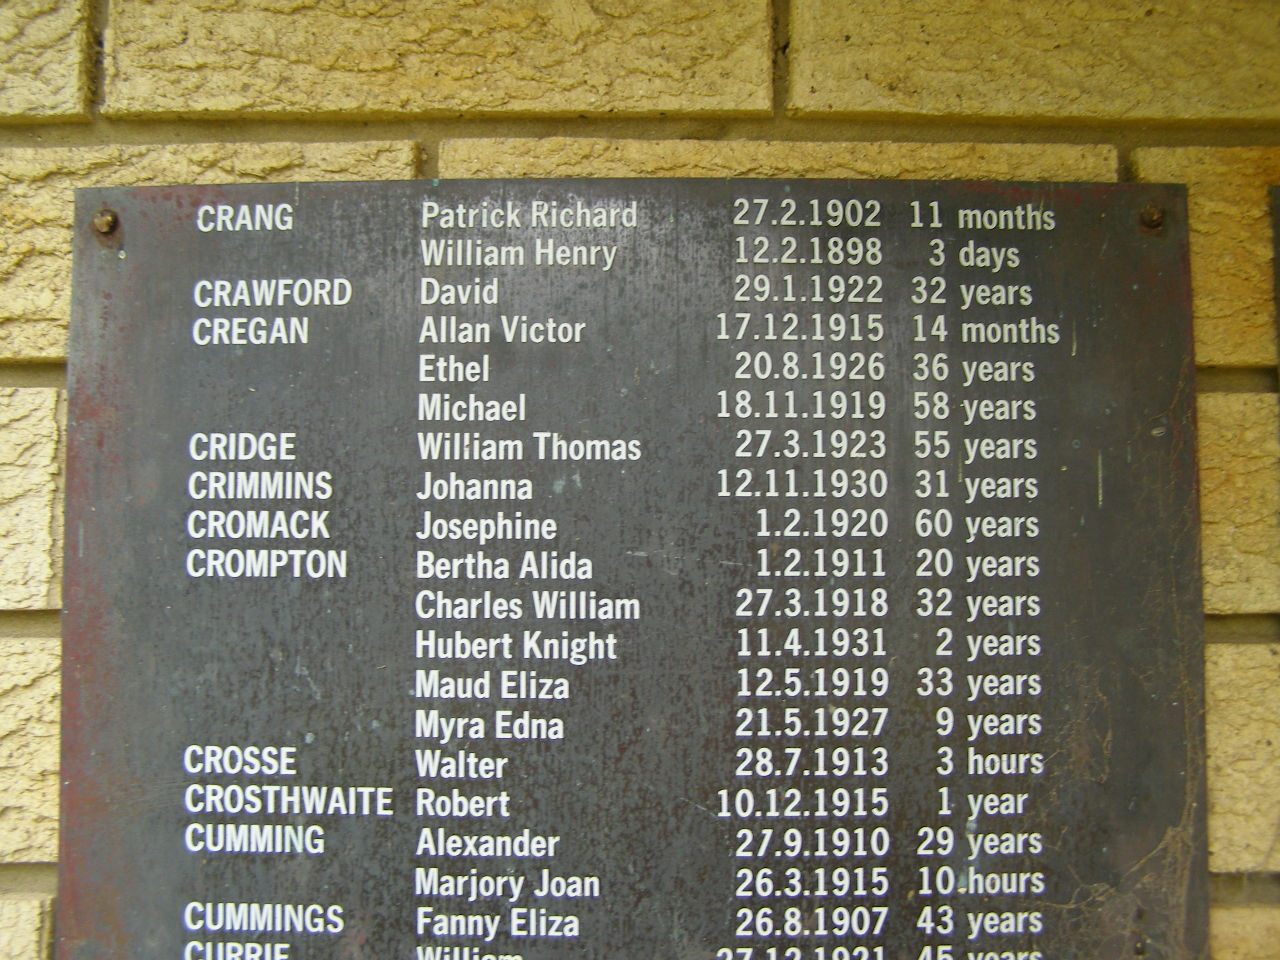 CRANG Patrick Richard 27.2.1902 11 months
William Henry 12.2.1898 3 days
CRAWFORD David 29.1.1922 32 years
CREGAN Allan Victor 17.12.1915 14 months
Ethel 20.8.1926 36 years
Michael 18.11.1919 58 years
CRIDGE William Thomas 27.3.1923 55 years
CRIMMINS Johanna 12.11.1930 31 years
CROMACK Josephine 1.2.1920 60 years
CROMPTON Bertha Alida 1.2.1911 20 years
Charles William 27.3.1918 32 years
Hubert Knight 11.4.1931 2 years
Maud Eliza 12.5.1919 33 years
Myra Edna 21.5.1927 9 years
CROSSE Walter 28.7.1913 3 hours
CROSTHWAITE Robert 10.12.1915 1 year
CUMMING Alexander 27.9.1910 29 years
Marjory Joan 26.3.1915 10 hours
CUMMINGS Fanny Eliza 26.8.1907 43 years
CURRIE William 27.12.1921 45 years